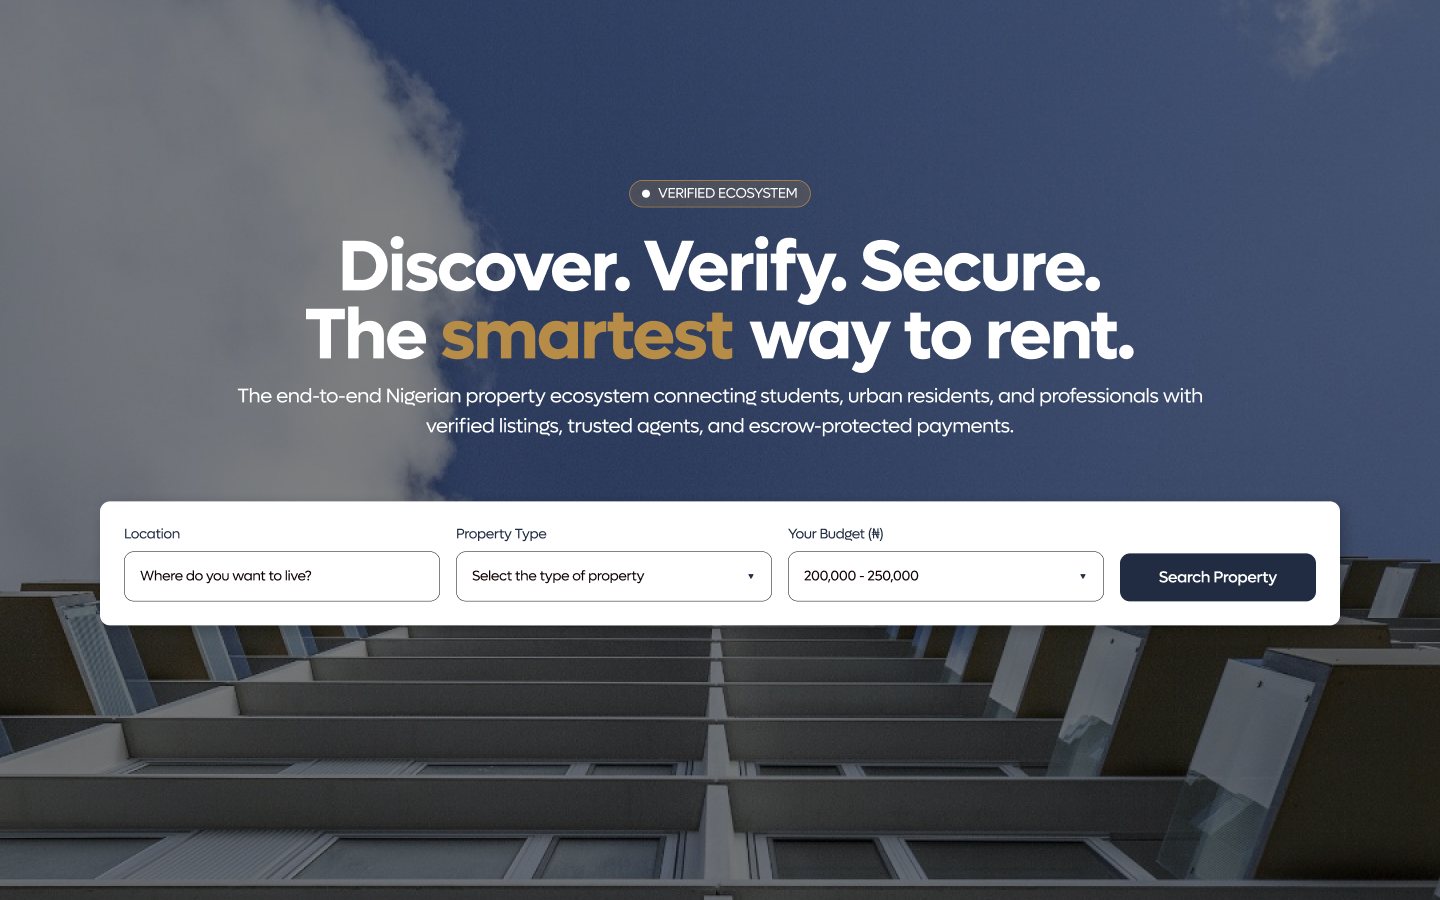 VERIFIED ECOSYSTEM
Discover. Verify. Secure.
The smartest way to rent.
The end-to-end Nigerian property ecosystem connecting students, urban residents, and professionals with
verified listings, trusted agents, and escrow-protected payments.
Location
Where do you want to live?
Property Type
Select the type of property
Your Budget (₦)
200,000 - 250,000
Search Property